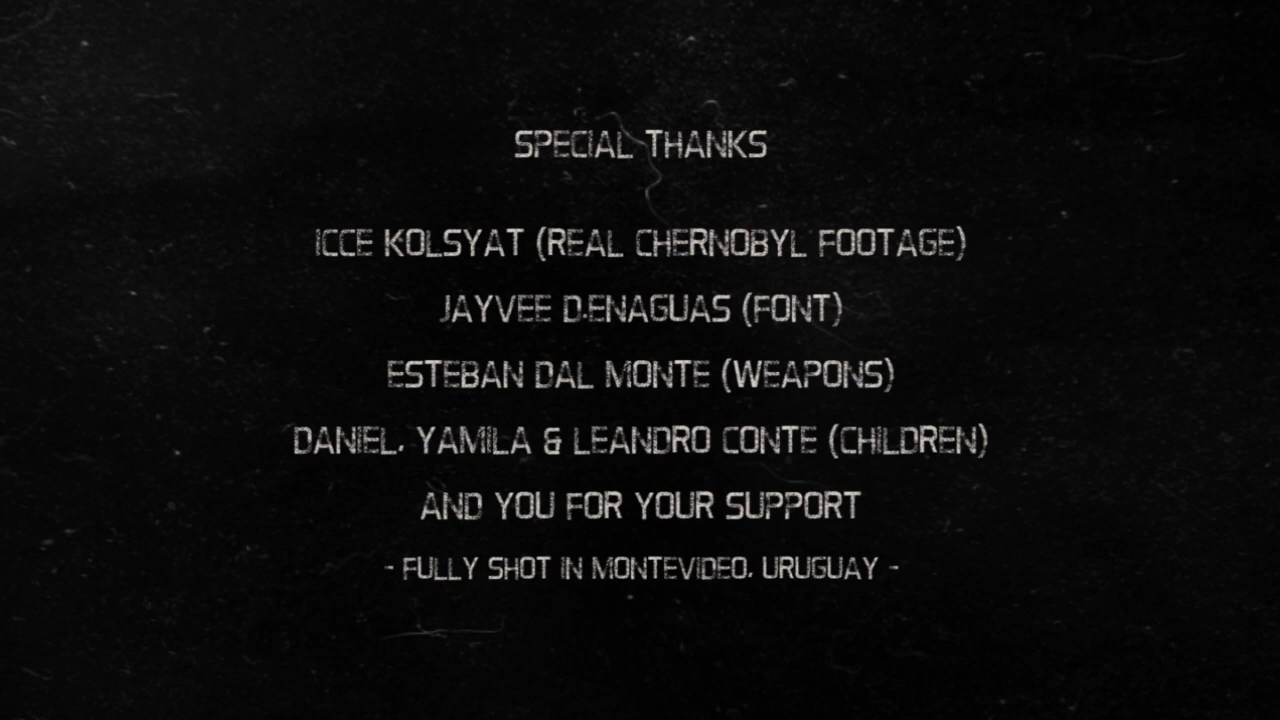 SPECIAL THANKS
ICCE KOLSYAT (REAL CHERNOBYL FOOTAGE)
JAYVEE D.ENAGUAS (FONT)
ESTEBAN DAL MONTE (WEAPONS)
DANIEL, YAMILA & LEANDRO CONTE (CHILDREN)
AND YOU FOR YOUR SUPPORT
- FULLY SHOT IN MONTEVIDEO, URUGUAY -